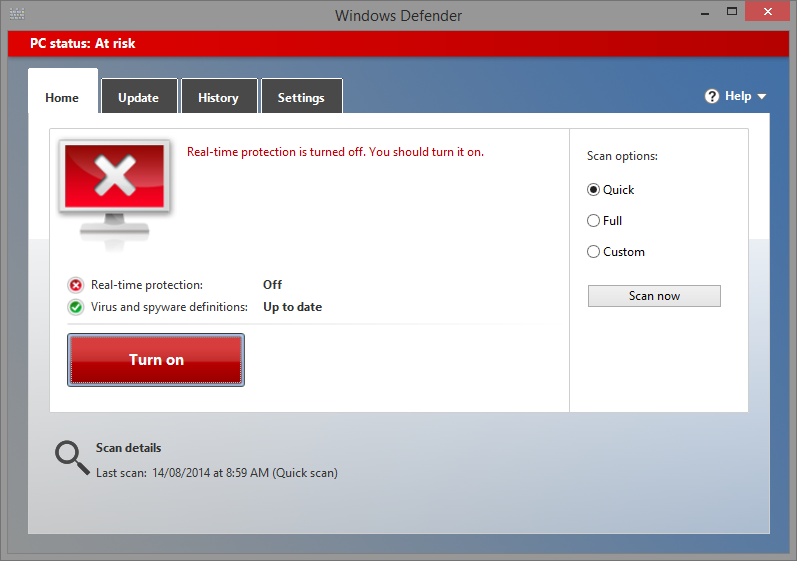 Windows Defender
PC status: At risk
Home Update History Settings Help
Real-time protection is turned off. You should turn it on.
Real-time protection: Off
Virus and spyware definitions: Up to date
Turn on
Scan options:
Quick
Full
Custom
Scan now
Scan details
Last scan: 14/08/2014 at 8:59 AM (Quick scan)